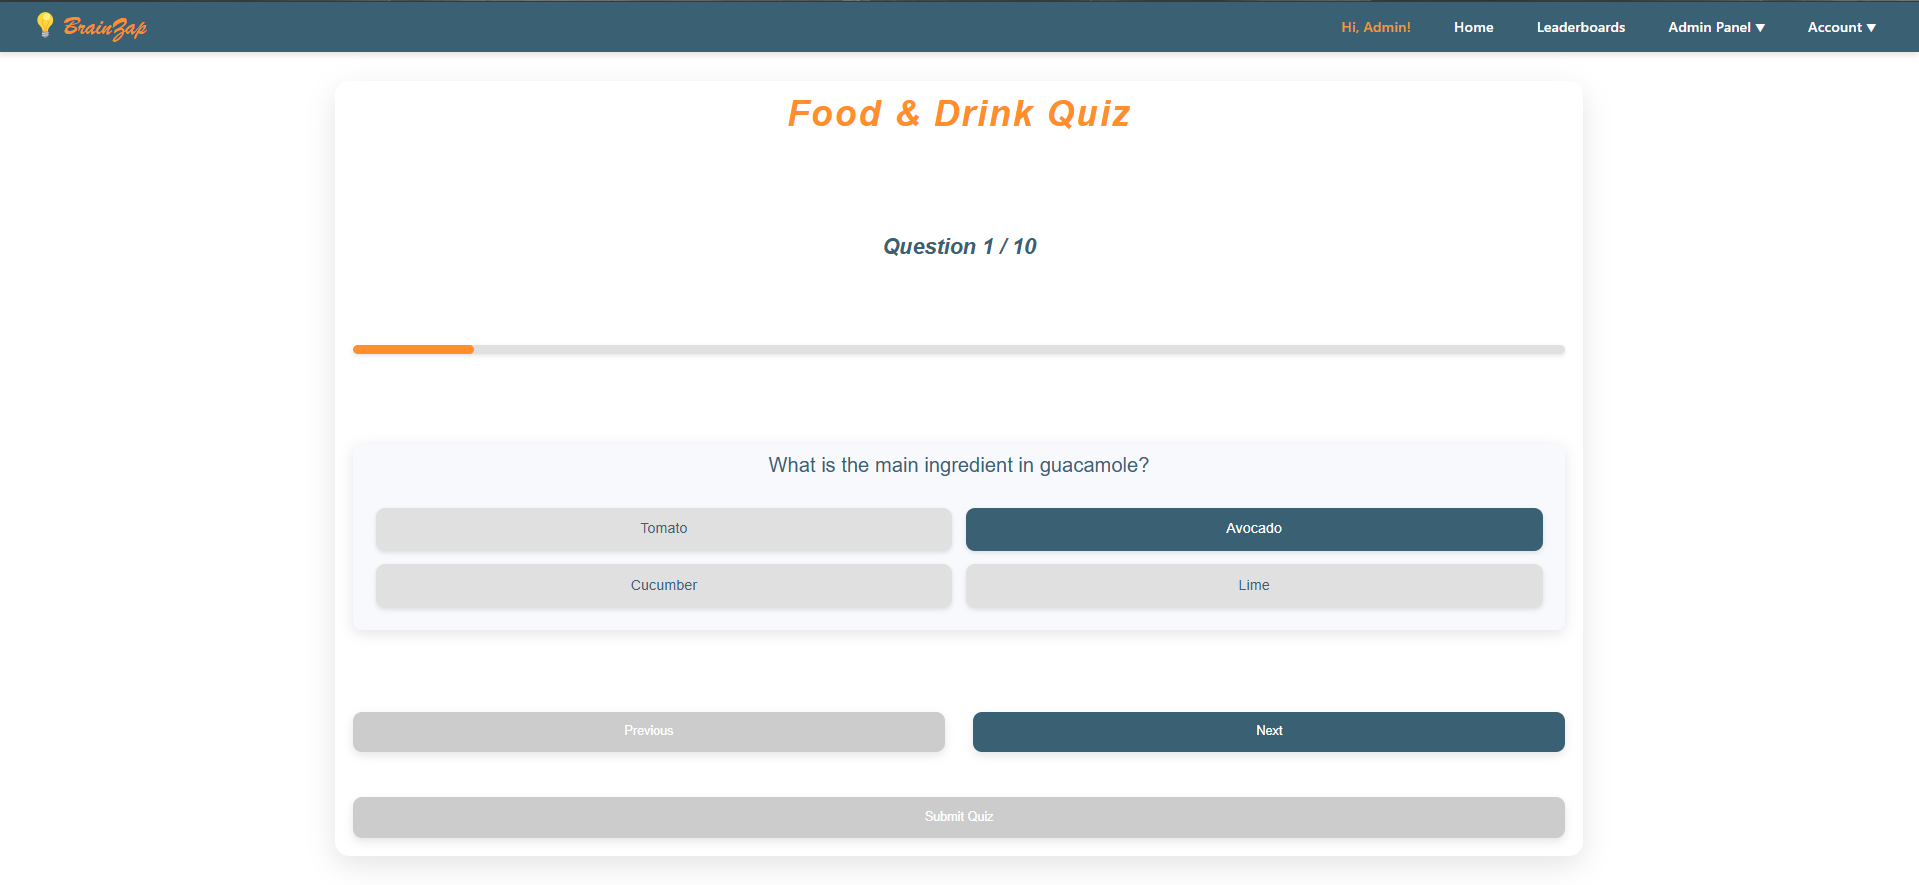 BrainZap
Hi, Admin! Home Leaderboards Admin Panel ▼ Account ▼
Food & Drink Quiz
Question 1 / 10
What is the main ingredient in guacamole?
Tomato Avocado
Cucumber Lime
Previous Next
Submit Quiz